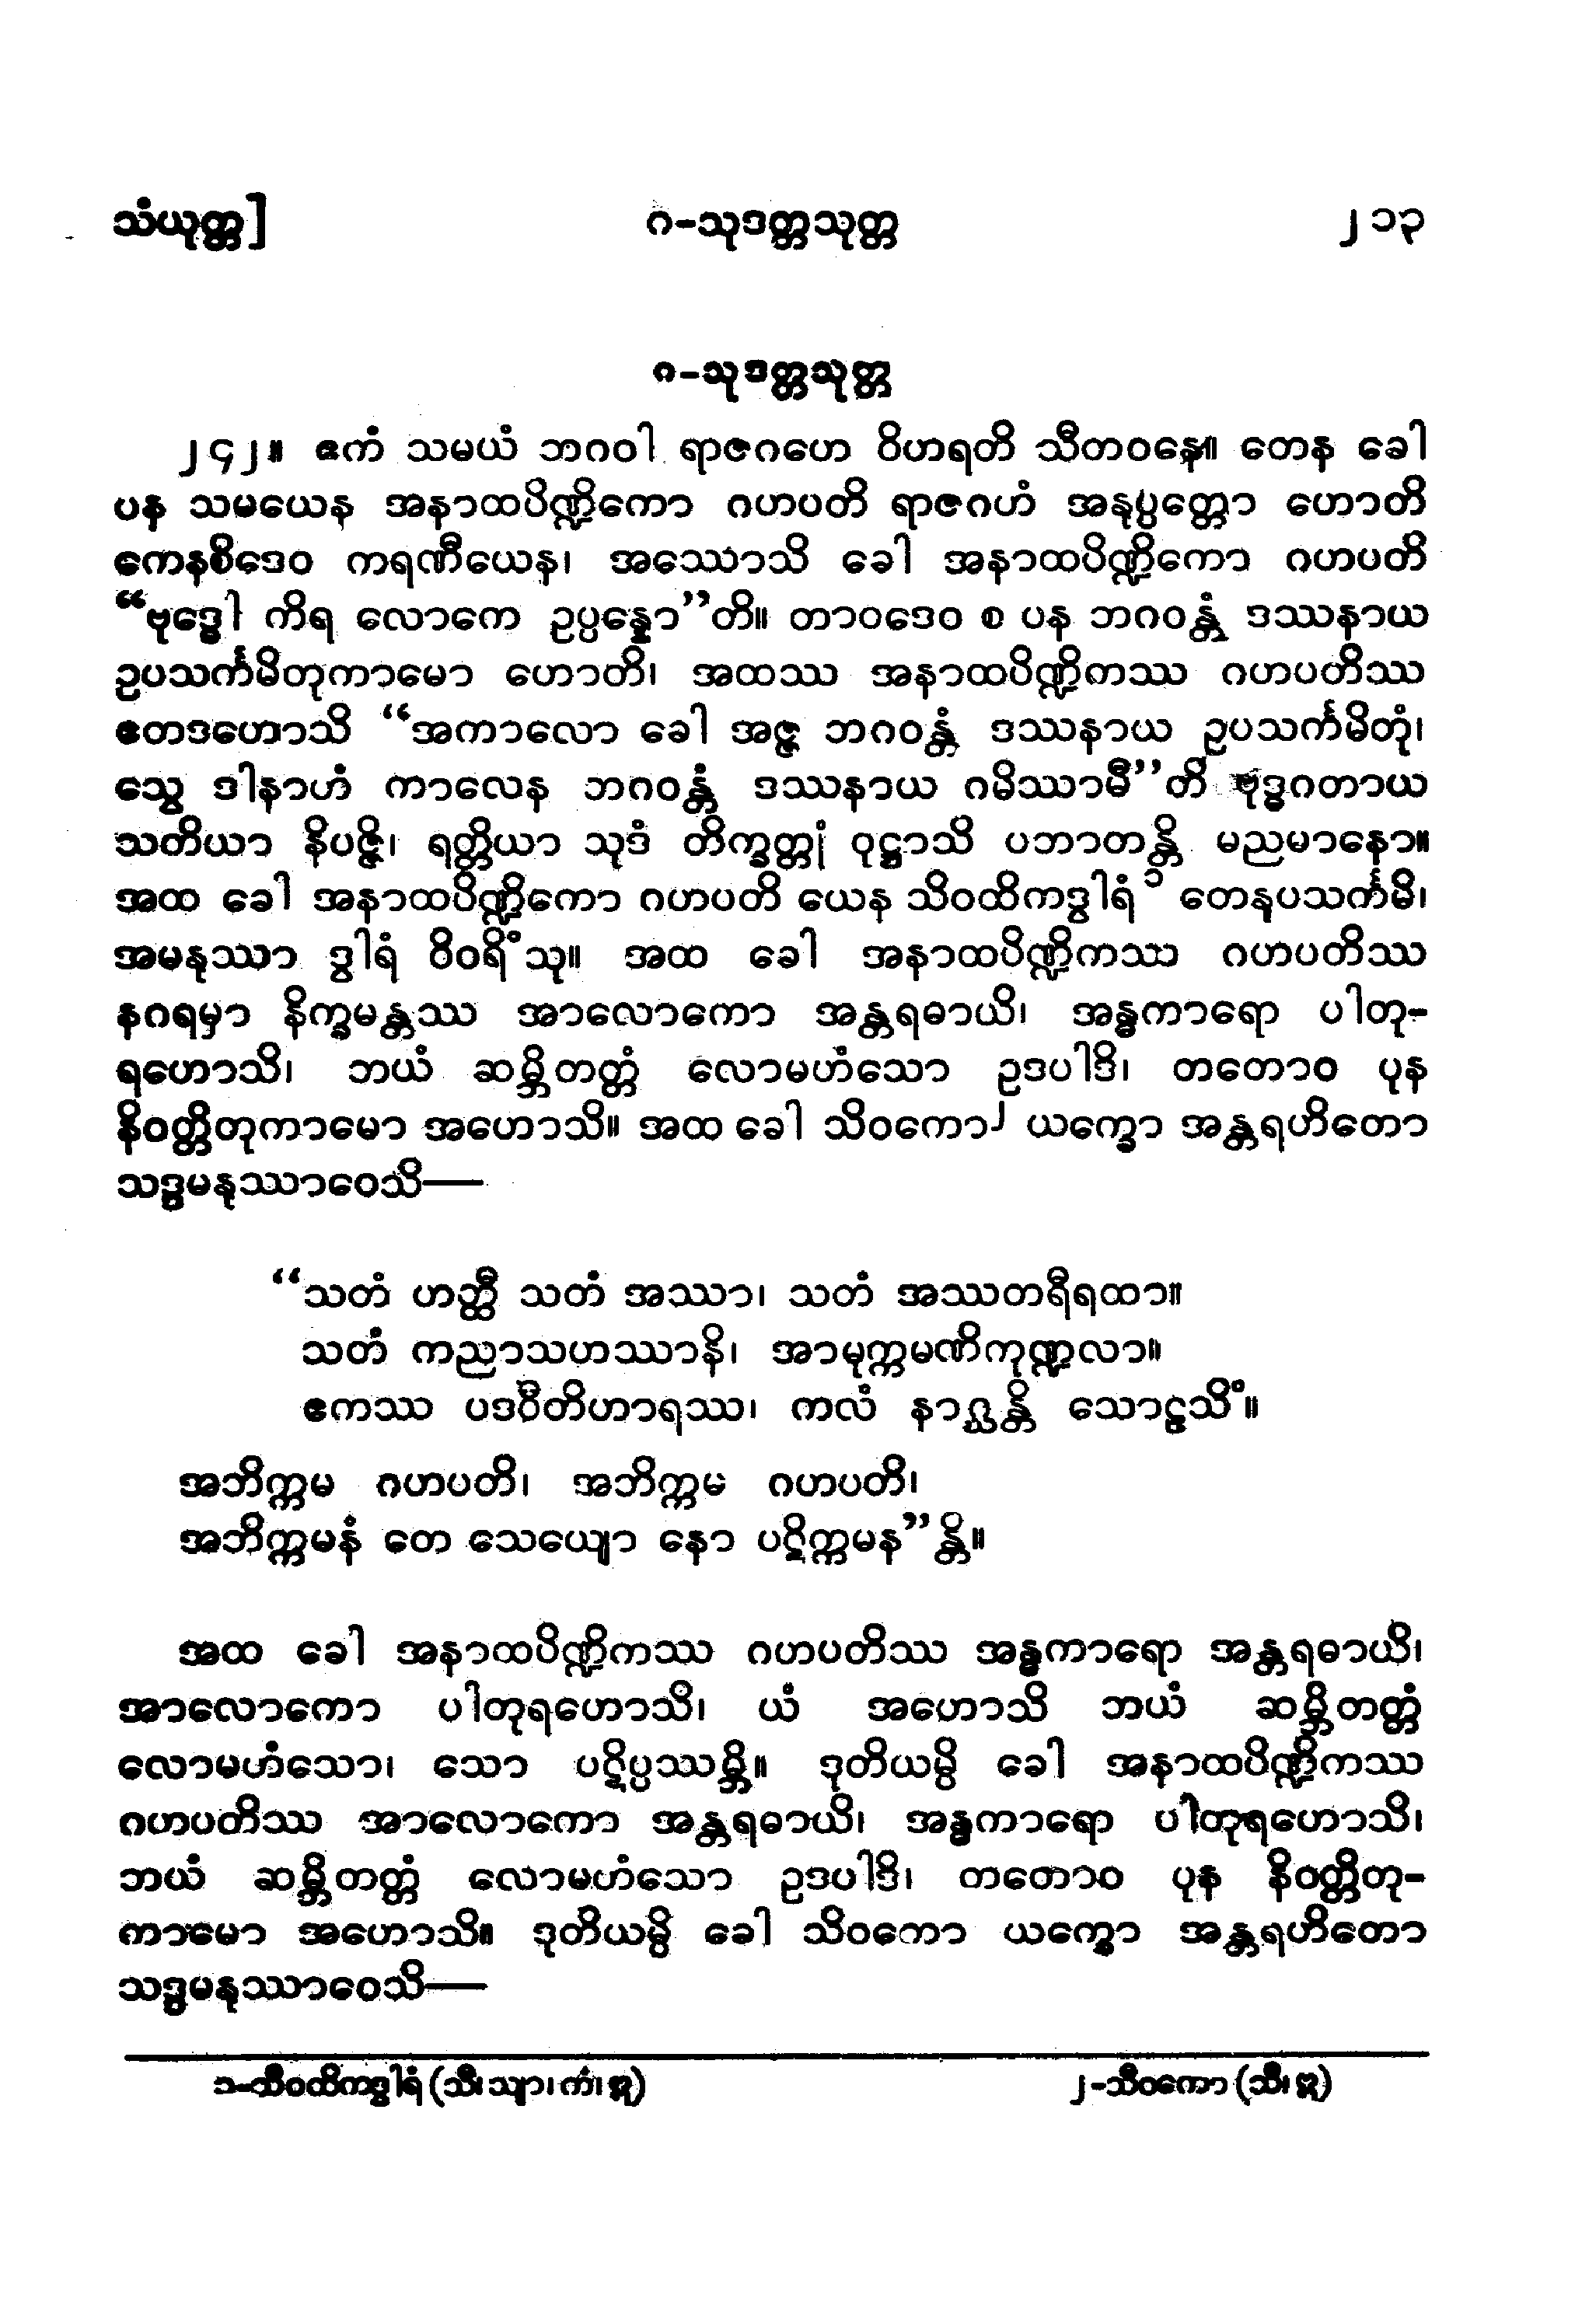 သံယုတ္တ] ဂ-သုဒတ္တသုတ္တ ၂၁၃
ဂ-သုဒတ္တသုတ္တ
၂၄၂။ ဧကံ သမယံ ဘဂဝါ ရာဇဂဟေ ဝိဟရတိ သီတဝနေ။ တေန ခေါ
ပန သမယေန အနာထပိဏ္ဍိကော ဂဟပတိ ရာဇဂဟံ အနုပ္ပတ္တော ဟောတိ
ကေနစိဒေဝ ကရဏီယေန၊ အဿောသိ ခေါ အနာထပိဏ္ဍိကော ဂဟပတိ
“ဗုဒ္ဓေါ ကိရ လောကေ ဥပ္ပန္နော”တိ။ တာဝဒေဝ စ ပန ဘဂဝန္တံ ဒဿနာယ
ဥပသင်္ကမိတုကာမော ဟောတိ၊ အထဿ အနာထပိဏ္ဍိကဿ ဂဟပတိဿ
ဧတဒဟောသိ “အကာလော ခေါ အဇ္ဇ ဘဂဝန္တံ ဒဿနာယ ဥပသင်္ကမိတုံ၊
သွေ ဒါနာဟံ ကာလေန ဘဂဝန္တံ ဒဿနာယ ဂမိဿာမီ”တိ ဗုဒ္ဓဂတာယ
သတိယာ နိပဇ္ဇိ၊ ရတ္တိယာ သုဒံ တိက္ခတ္တုံ ဝုဋ္ဌာသိ ပဘာတန္တိ မညမာနော။
အထ ခေါ အနာထပိဏ္ဍိကော ဂဟပတိ ယေန သိဝထိကဒွါရံ ၁ တေနုပသင်္ကမိ၊
အမနုဿာ ဒွါရံ ဝိဝရိံသု။ အထ ခေါ အနာထပိဏ္ဍိကဿ ဂဟပတိဿ
နဂရမှာ နိက္ခမန္တဿ အာလောကော အန္တရဓာယိ၊ အန္ဓကာရော ပါတု-
ရဟောသိ၊ ဘယံ ဆမ္ဘိတတ္တံ လောမဟံသော ဥဒပါဒိ၊ တတောဝ ပုန
နိဝတ္တိတုကာမော အဟောသိ။ အထ ခေါ သိဝကော ၂ ယက္ခော အန္တရဟိတော
သဒ္ဒမနုဿာဝေသိ—
“သတံ ဟတ္ထီ သတံ အဿာ၊ သတံ အဿတရီရထာ။
သတံ ကညာသဟဿာနိ၊ အာမုက္ကမဏိကုဏ္ဍလာ။
ဧကဿ ပဒဝီတိဟာရဿ၊ ကလံ နာဂ္ဃန္တိ သောဠသိံ။
အဘိက္ကမ ဂဟပတိ၊ အဘိက္ကမ ဂဟပတိ၊
အဘိက္ကမနံ တေ သေယျော နော ပဋိက္ကမန”န္တိ။
အထ ခေါ အနာထပိဏ္ဍိကဿ ဂဟပတိဿ အန္ဓကာရော အန္တရဓာယိ၊
အာလောကော ပါတုရဟောသိ၊ ယံ အဟောသိ ဘယံ ဆမ္ဘိတတ္တံ
လောမဟံသော၊ သော ပဋိပ္ပဿမ္ဘိ။ ဒုတိယမ္ပိ ခေါ အနာထပိဏ္ဍိကဿ
ဂဟပတိဿ အာလောကော အန္တရဓာယိ၊ အန္ဓကာရော ပါတုရဟောသိ၊
ဘယံ ဆမ္ဘိတတ္တံ လောမဟံသော ဥဒပါဒိ၊ တတောဝ ပုန နိဝတ္တိတု-
ကာမော အဟောသိ။ ဒုတိယမ္ပိ ခေါ သိဝကော ယက္ခော အန္တရဟိတော
သဒ္ဒမနုဿာဝေသိ—
၁-သီဝထိကဒွါရံ (သီ၊ သျာ၊ ကံ၊ ဣ) ၂-သီဝကော (သီ၊ ဣ)